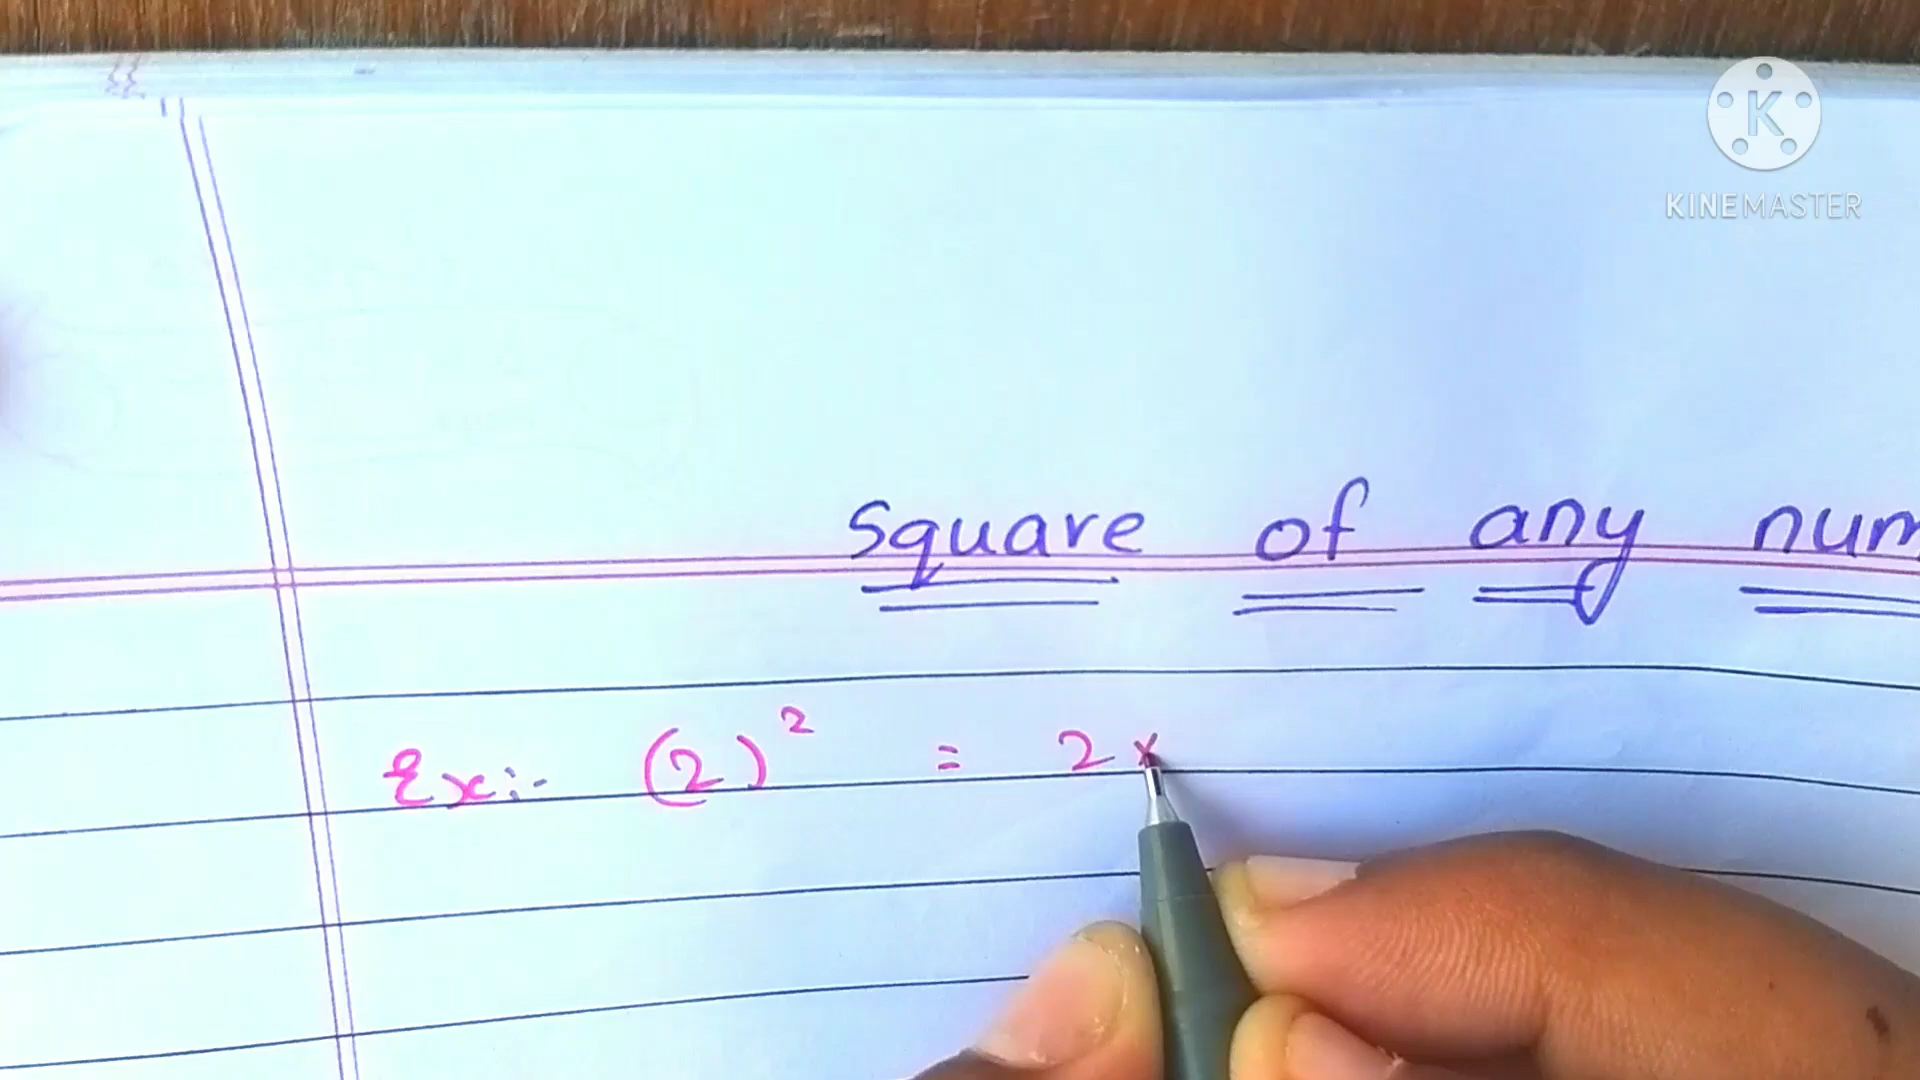 KINEMASTER
square of any num
Ex:- (2)² = 2×